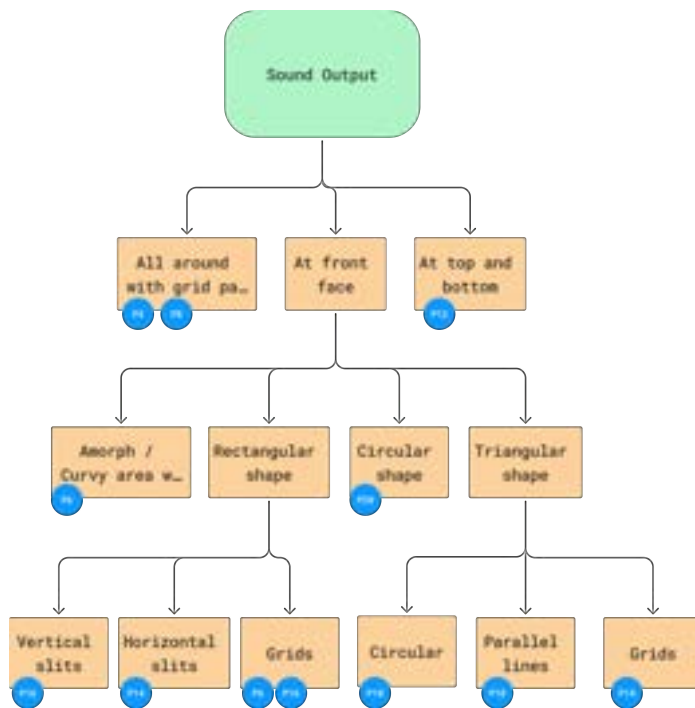 Sound Output
All around
with grid pa…
At front
face
At top and
bottom
Amorph /
Curvy area w…
Rectangular
shape
Circular
shape
Triangular
shape
Vertical
slits
Horizontal
slits
Grids
Circular
Parallel
lines
Grids